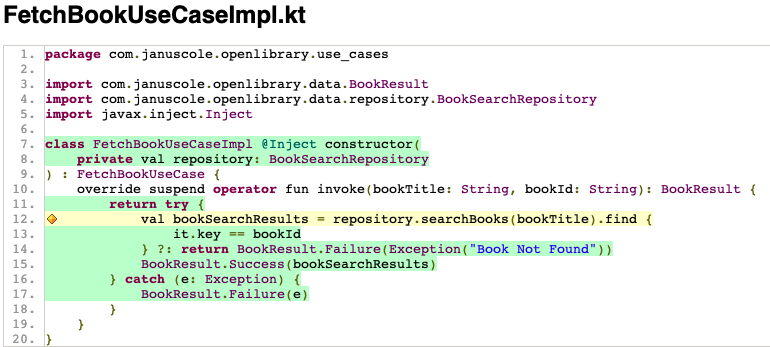 FetchBookUseCaseImpl.kt
1. package com.januscole.openlibrary.use_cases
2.
3. import com.januscole.openlibrary.data.BookResult
4. import com.januscole.openlibrary.data.repository.BookSearchRepository
5. import javax.inject.Inject
6.
7. class FetchBookUseCaseImpl @Inject constructor(
8.     private val repository: BookSearchRepository
9. ) : FetchBookUseCase {
10.     override suspend operator fun invoke(bookTitle: String, bookId: String): BookResult {
11.         return try {
12.             val bookSearchResults = repository.searchBooks(bookTitle).find {
13.                 it.key == bookId
14.             } ?: return BookResult.Failure(Exception("Book Not Found"))
15.             BookResult.Success(bookSearchResults)
16.         } catch (e: Exception) {
17.             BookResult.Failure(e)
18.         }
19.     }
20. }